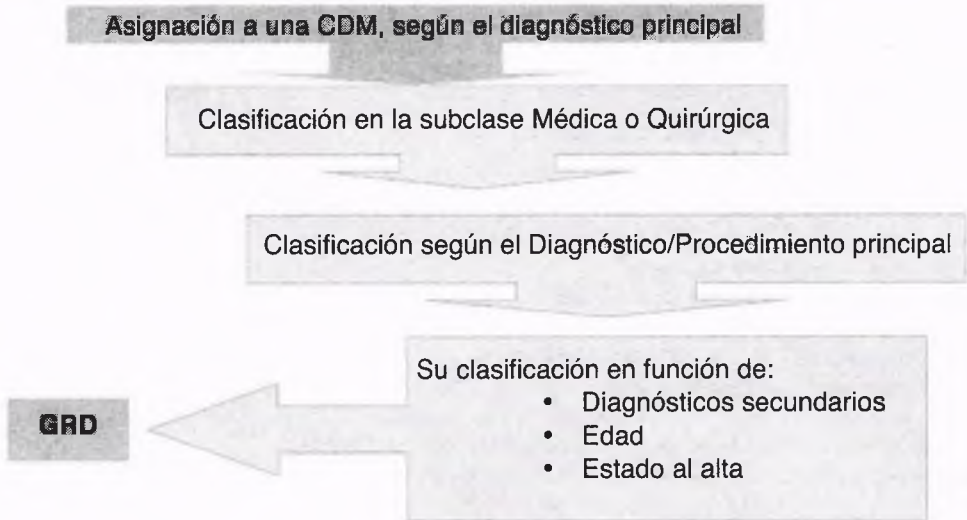 Asignación a una CDM, según el diagnóstico principal
Clasificación en la subclase Médica o Quirúrgica
Clasificación según el Diagnóstico/Procedimiento principal
Su clasificación en función de:
• Diagnósticos secundarios
• Edad
• Estado al alta
GRD